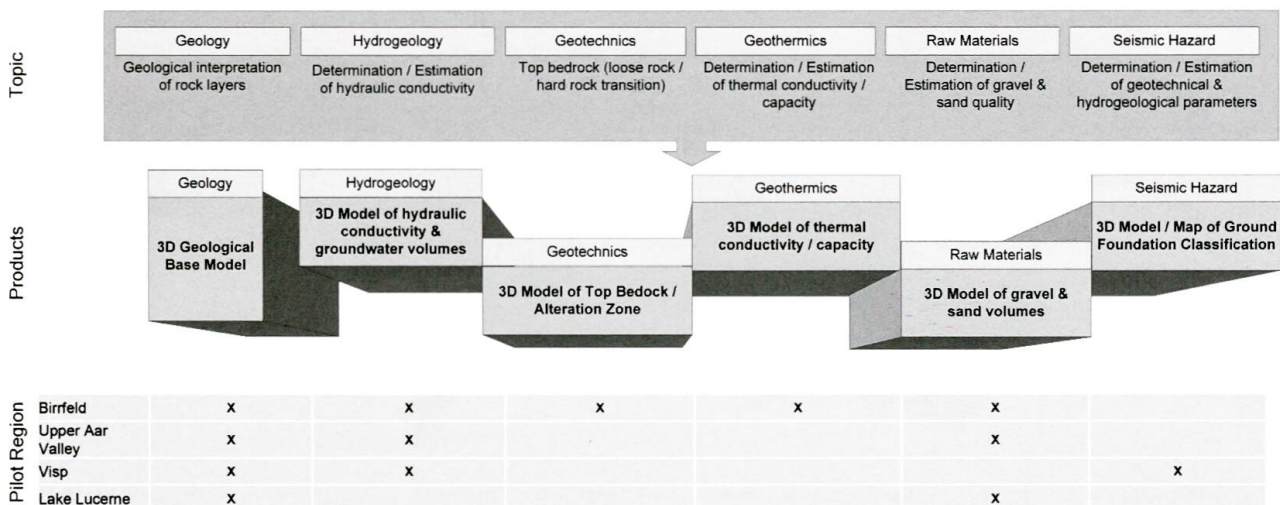 Topic
Geology
Geological interpretation
of rock layers
Hydrogeology
Determination / Estimation
of hydraulic conductivity
Geotechnics
Top bedrock (loose rock /
hard rock transition)
Geothermics
Determination / Estimation
of thermal conductivity /
capacity
Raw Materials
Determination /
Estimation of gravel &
sand quality
Seismic Hazard
Determination / Estimation
of geotechnical &
hydrogeological parameters
Products
Geology
3D Geological
Base Model
Hydrogeology
3D Model of hydraulic
conductivity &
groundwater volumes
Geotechnics
3D Model of Top Bedock /
Alteration Zone
Geothermics
3D Model of thermal
conductivity / capacity
Raw Materials
3D Model of gravel &
sand volumes
Seismic Hazard
3D Model / Map of Ground
Foundation Classification
Pilot Region
Birrfeld X X X X X
Upper Aar
Valley X X X
Visp X X X
Lake Lucerne X X